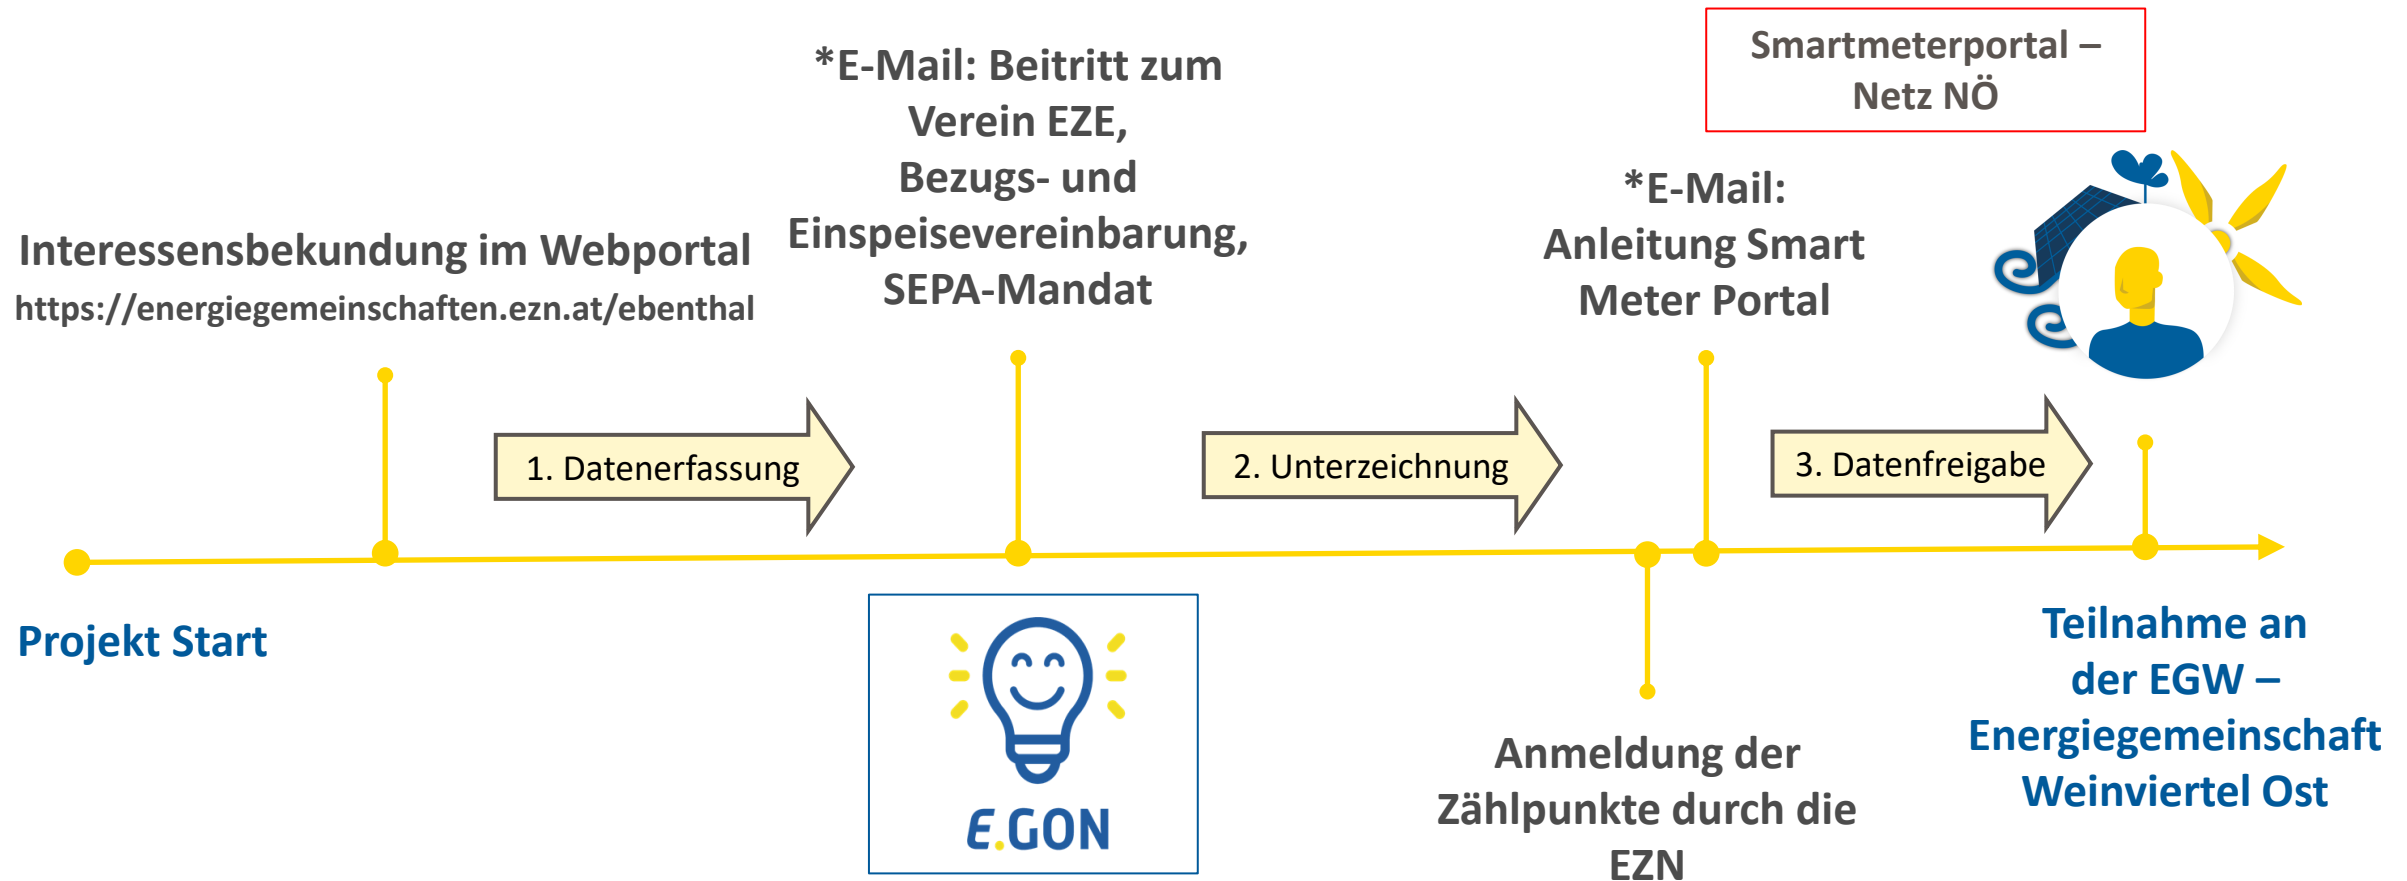 Smartmeterportal –
Netz NÖ
*E-Mail: Beitritt zum
Verein EZE,
Bezugs- und
Einspeisevereinbarung,
SEPA-Mandat
*E-Mail:
Anleitung Smart
Meter Portal
Interessensbekundung im Webportal
https://energiegemeinschaften.ezn.at/ebenthal
1. Datenerfassung
2. Unterzeichnung
3. Datenfreigabe
Projekt Start
E.GON
Anmeldung der
Zählpunkte durch die
EZN
Teilnahme an
der EGW –
Energiegemeinschaft
Weinviertel Ost